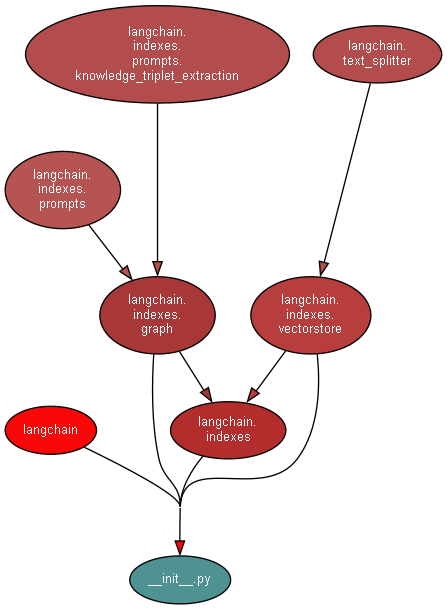 langchain.
indexes.
prompts.
knowledge_triplet_extraction
langchain.
text_splitter
langchain.
indexes.
prompts
langchain.
indexes.
graph
langchain.
indexes.
vectorstore
langchain
langchain.
indexes
__init__.py